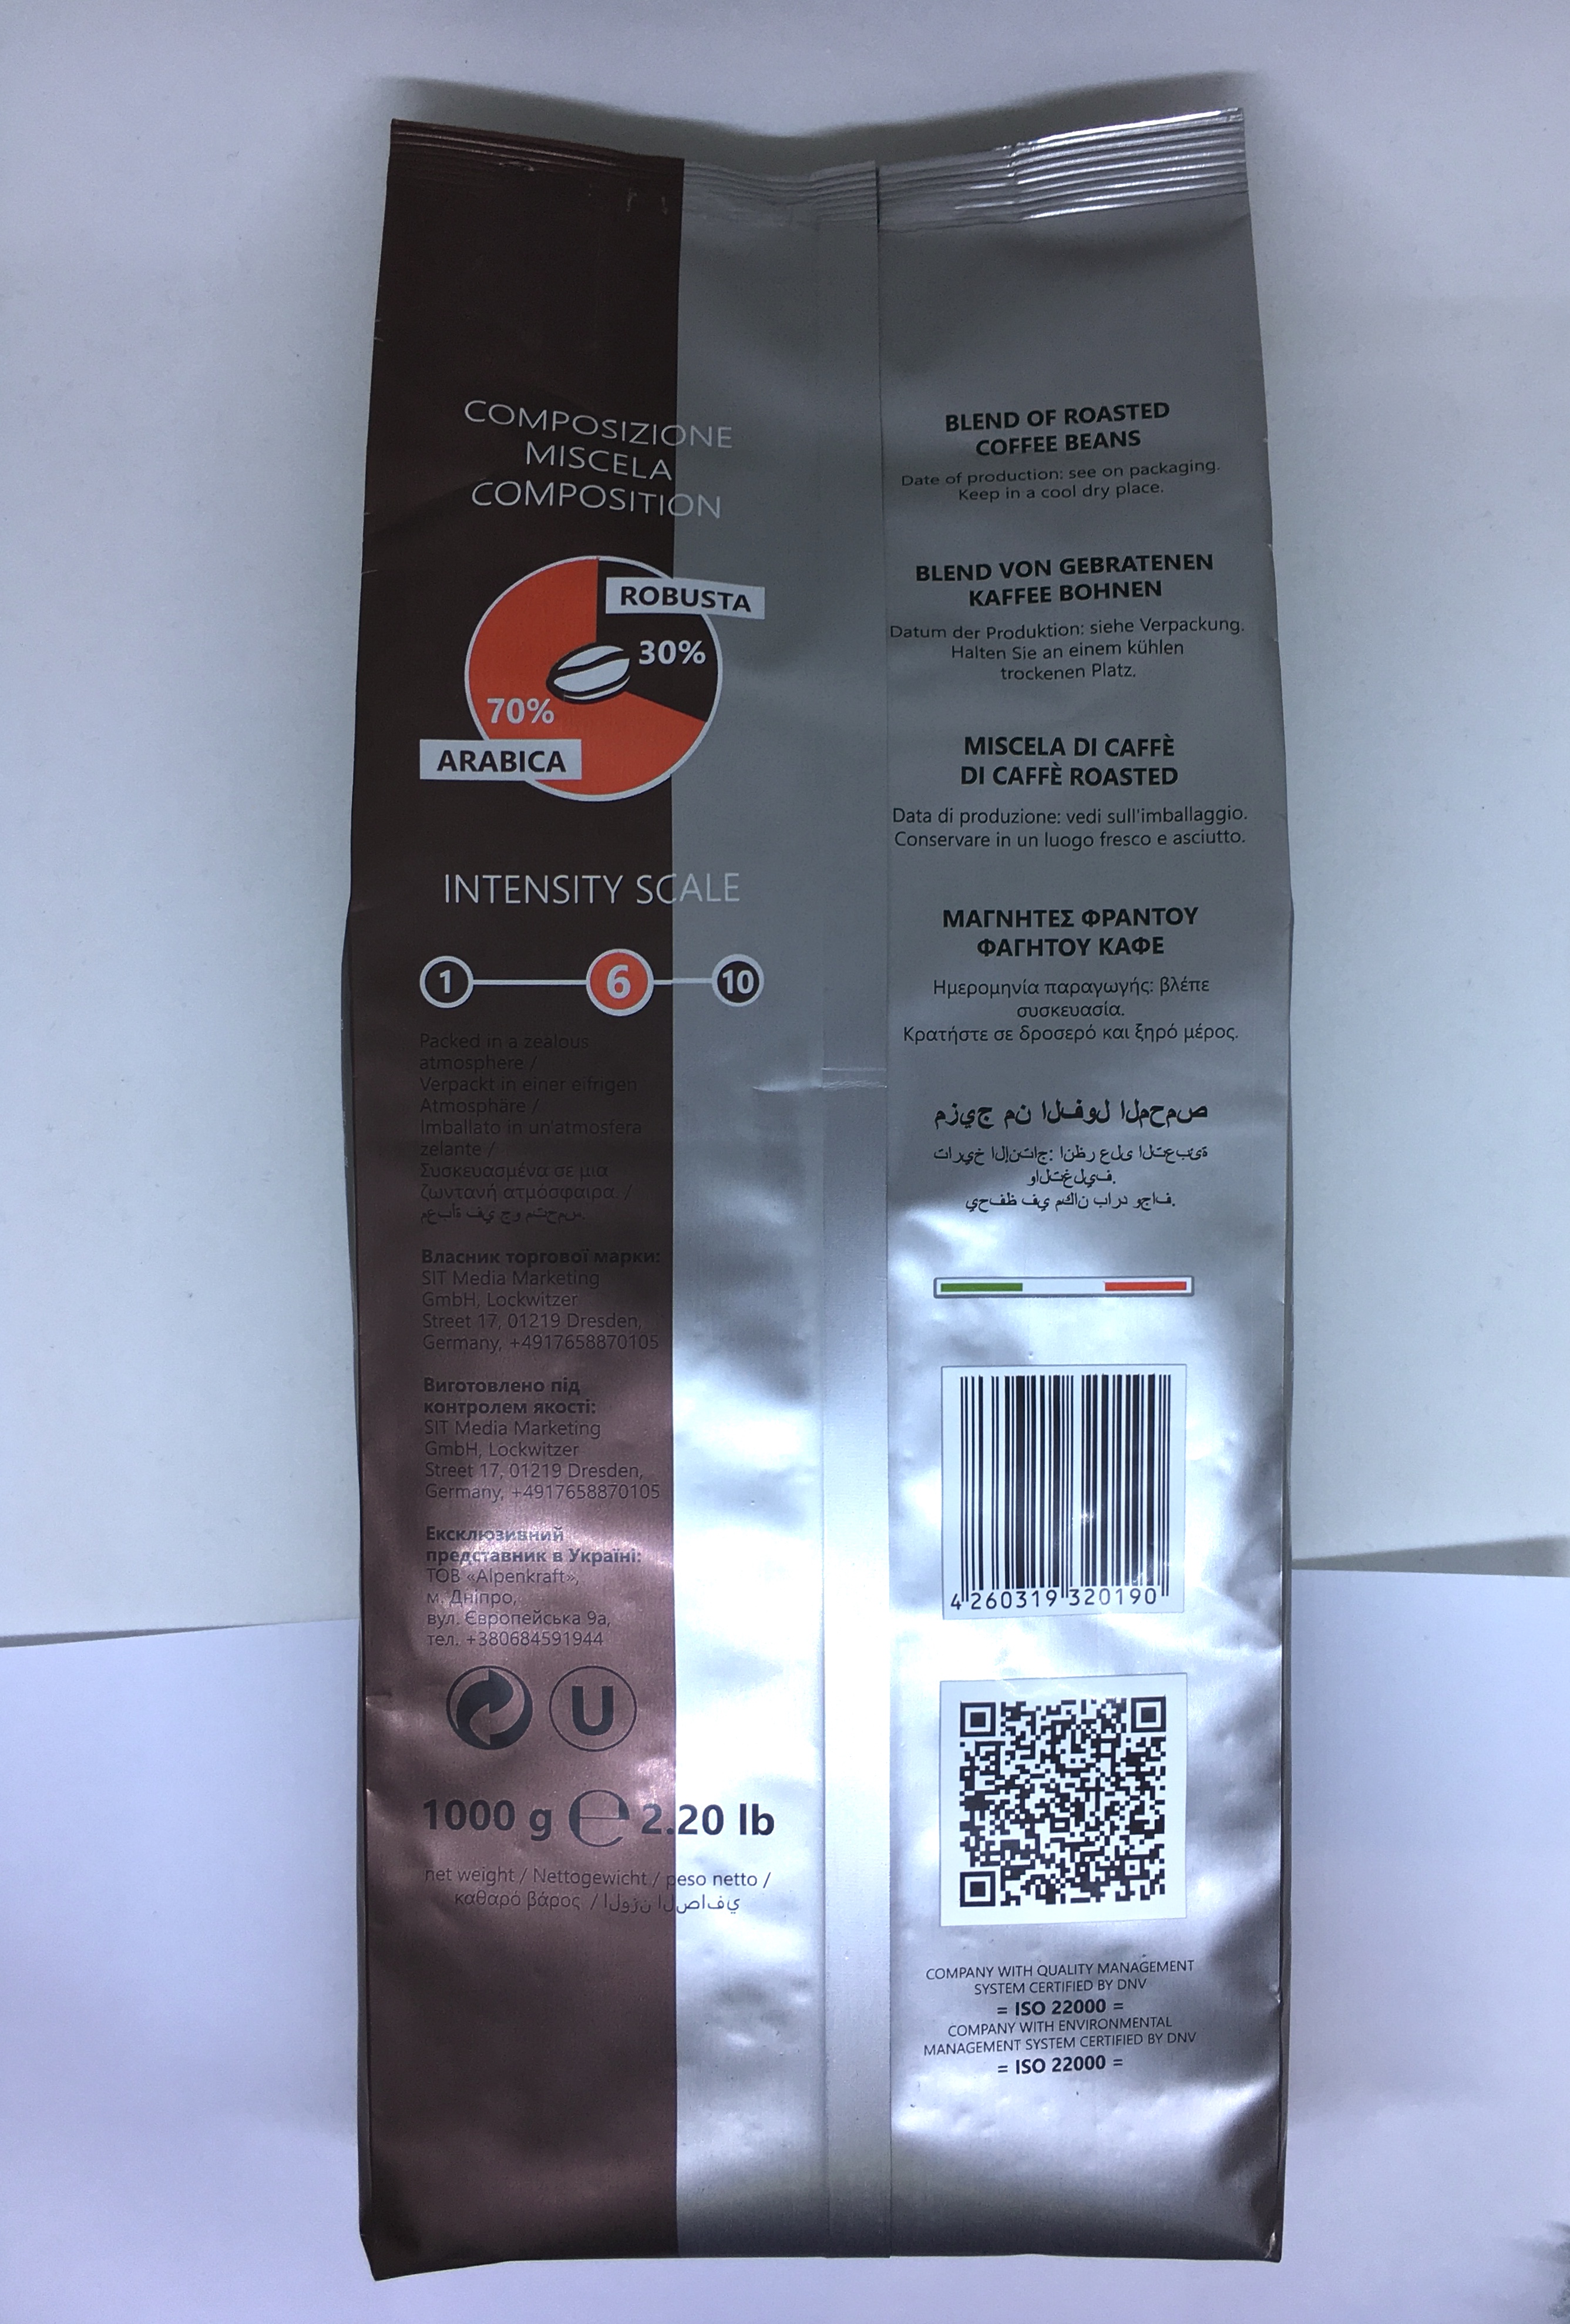 COMPOSIZIONE
MISCELA
COMPOSITION
ROBUSTA
30%
70%
ARABICA
INTENSITY SCALE
1 6 10
Packed in a zealous
atmosphere /
Verpackt in einer eifrigen
Atmosphäre /
Imballato in un'atmosfera
zelante /
Συσκευασμένα σε μια
ζωντανή ατμόσφαιρα. /
Власник торгової марки:
SIT Media Marketing
GmbH, Lockwitzer
Street 17, 01219 Dresden,
Germany, +4917658870105
Виготовлено під
контролем якості:
SIT Media Marketing
GmbH, Lockwitzer
Street 17, 01219 Dresden,
Germany, +4917658870105
Ексклюзивний
представник в Україні:
ТОВ «Alpenkraft»,
м. Дніпро,
вул. Європейська 9а,
тел. +380684591944
U
1000 g e 2.20 lb
net weight / Nettogewicht / peso netto /
καθαρό βάρος / ي ف ا ص ل ا ن ز و ل ا
BLEND OF ROASTED
COFFEE BEANS
Date of production: see on packaging.
Keep in a cool dry place.
BLEND VON GEBRATENEN
KAFFEE BOHNEN
Datum der Produktion: siehe Verpackung.
Halten Sie an einem kühlen
trockenen Platz.
MISCELA DI CAFFÈ
DI CAFFÈ ROASTED
Data di produzione: vedi sull'imballaggio.
Conservare in un luogo fresco e asciutto.
ΜΑΓΝΗΤΕΣ ΦΡΑΝΤΟΥ
ΦΑΓΗΤΟΥ ΚΑΦΕ
Ημερομηνία παραγωγής: βλέπε
συσκευασία.
Κρατήστε σε δροσερό και ξηρό μέρος.
4 260319 320190
COMPANY WITH QUALITY MANAGEMENT
SYSTEM CERTIFIED BY DNV
= ISO 22000 =
COMPANY WITH ENVIRONMENTAL
MANAGEMENT SYSTEM CERTIFIED BY DNV
= ISO 22000 =